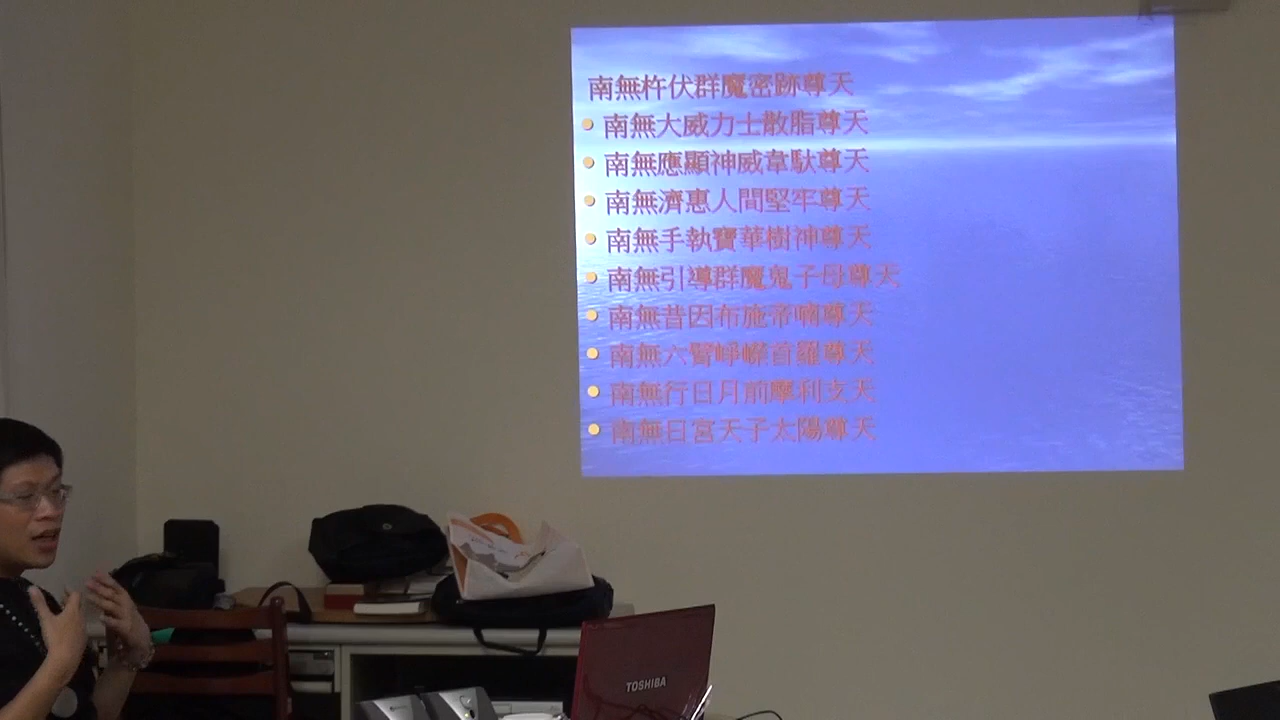 南無杵伏群魔密跡尊天
南無大威力士散脂尊天
南無應顯神威韋馱尊天
南無濟惠人間堅牢尊天
南無手執寶華樹神尊天
南無引導群魔鬼子母尊天
南無昔因布施帝喃尊天
南無六臂崢嶸首羅尊天
南無行日月前摩利支天
南無日宮天子太陽尊天
TOSHIBA